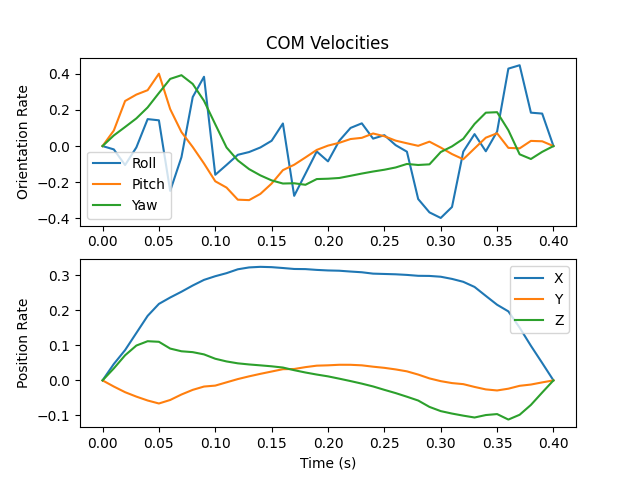 COM Velocities
Orientation Rate
0.4
0.2
0.0
−0.2
−0.4
Roll
Pitch
Yaw
0.00 0.05 0.10 0.15 0.20 0.25 0.30 0.35 0.40
Position Rate
0.3
0.2
0.1
0.0
−0.1
X
Y
Z
0.00 0.05 0.10 0.15 0.20 0.25 0.30 0.35 0.40
Time (s)